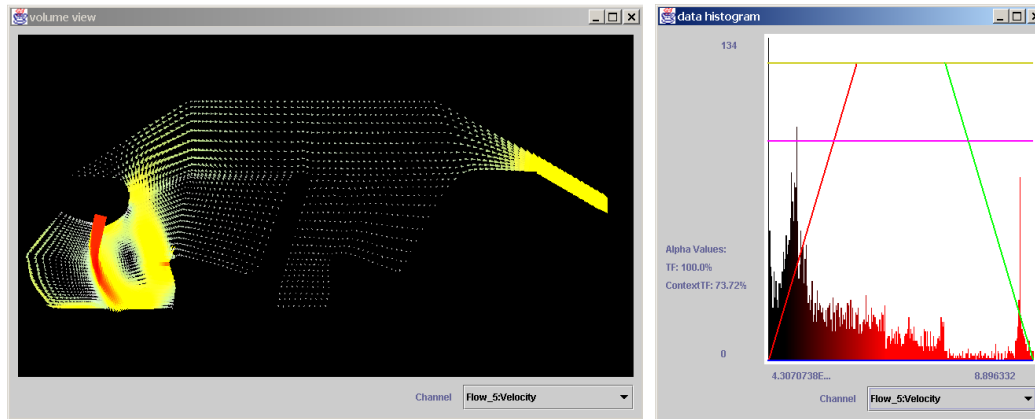 volume view
Channel
Flow_5:Velocity
data histogram
134
Alpha Values:
TF: 100.0%
ContextTF: 73.72%
0
4.3070738E...
8.896332
Channel
Flow_5:Velocity